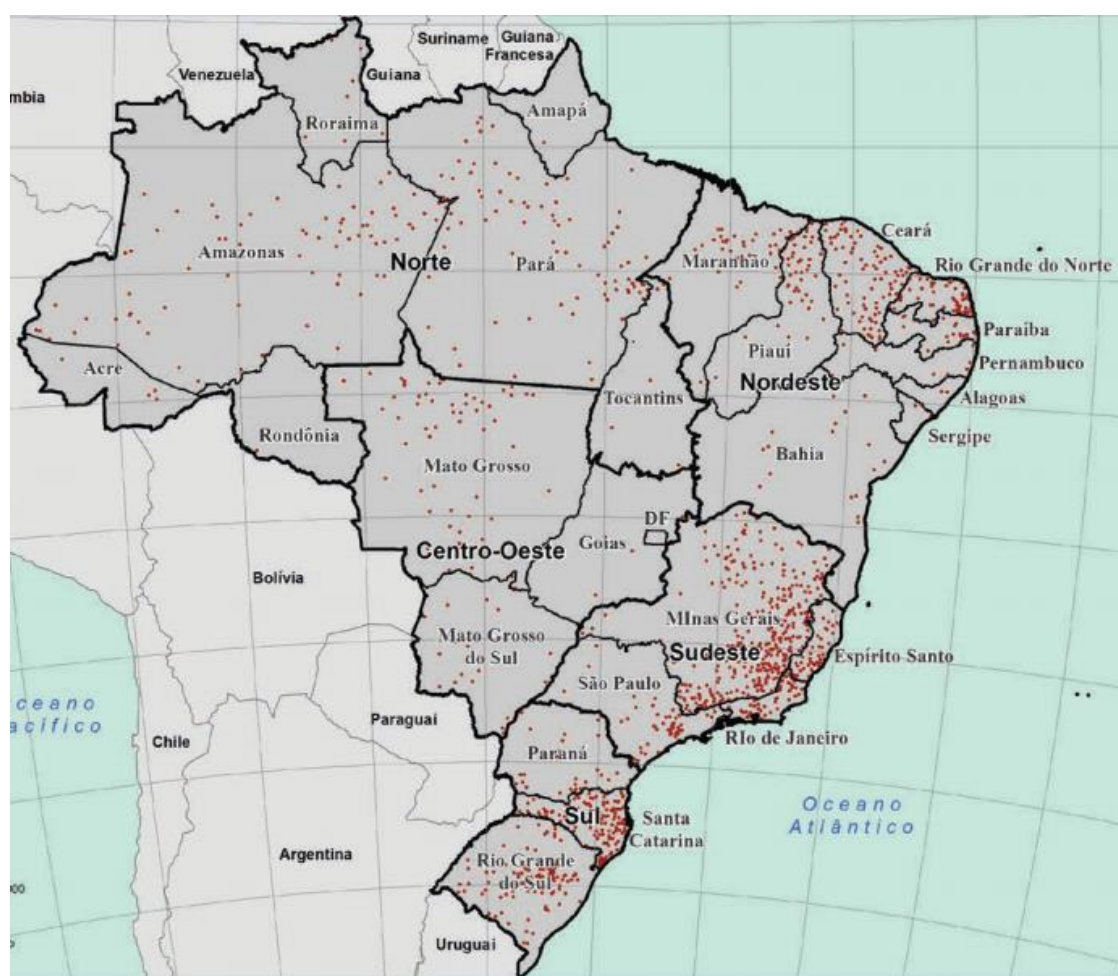 Suriname
Guiana
Francesa
Venezuela
Guiana
mbia
Roraima
Amapá
Amazonas
Norte
Pará
Maranhão
Ceará
Rio Grande do Norte
Paraíba
Pernambuco
Alagoas
Sergipe
Piauí
Nordeste
Acre
Rondônia
Tocantins
Bahia
Mato Grosso
DF
Goias
Centro-Oeste
Bolívia
Mato Grosso
do Sul
MInas Gerais
Sudeste
Espírito Santo
São Paulo
RIo de Janeiro
Paraguai
Chile
ceano
acífico
Paraná
Sul
Santa
Catarina
Oceano
Atlântico
Argentina
Rio Grande
do Sul
Uruguai